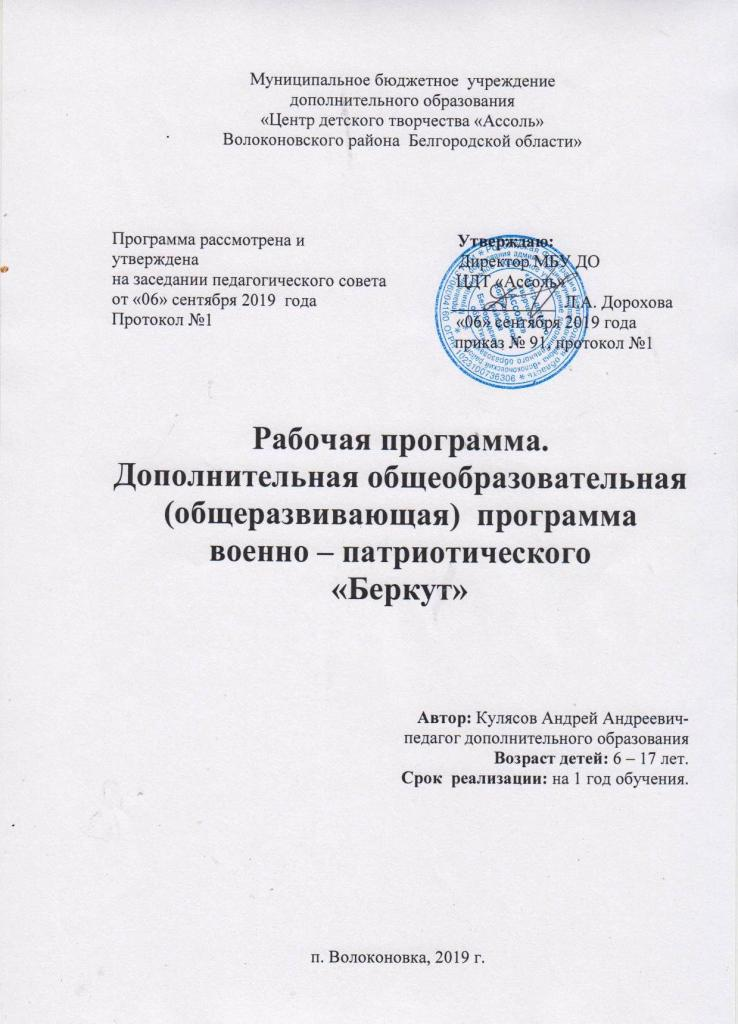 Муниципальное бюджетное учреждение
дополнительного образования
«Центр детского творчества «Ассоль»
Волоконовского района Белгородской области»
Программа рассмотрена и
утверждена
на заседании педагогического совета
от «06» сентября 2019 года
Протокол №1
Утверждаю:
Директор МБУ ДО
ЦДТ «Ассоль»
Л.А. Дорохова
«06» сентября 2019 года
приказ № 91, протокол №1
Рабочая программа.
Дополнительная общеобразовательная
(общеразвивающая) программа
военно – патриотического
«Беркут»
Автор: Кулясов Андрей Андреевич-
педагог дополнительного образования
Возраст детей: 6 – 17 лет.
Срок реализации: на 1 год обучения.
п. Волоконовка, 2019 г.